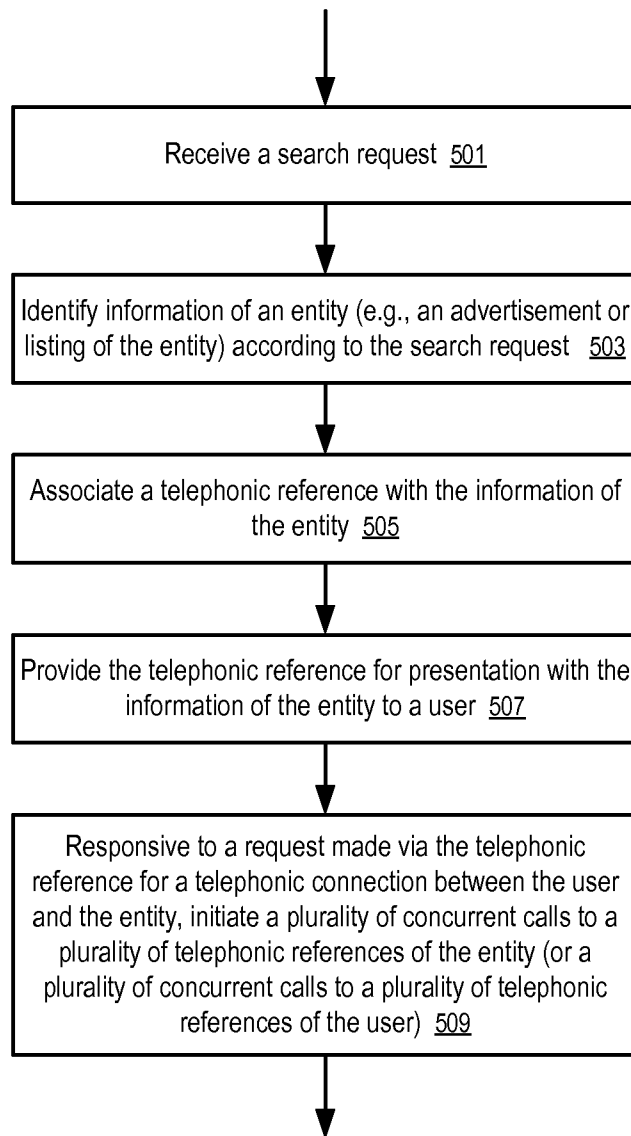 Receive a search request 501
Identify information of an entity (e.g., an advertisement or
listing of the entity) according to the search request 503
Associate a telephonic reference with the information of
the entity 505
Provide the telephonic reference for presentation with the
information of the entity to a user 507
Responsive to a request made via the telephonic
reference for a telephonic connection between the user
and the entity, initiate a plurality of concurrent calls to a
plurality of telephonic references of the entity (or a
plurality of concurrent calls to a plurality of telephonic
references of the user) 509